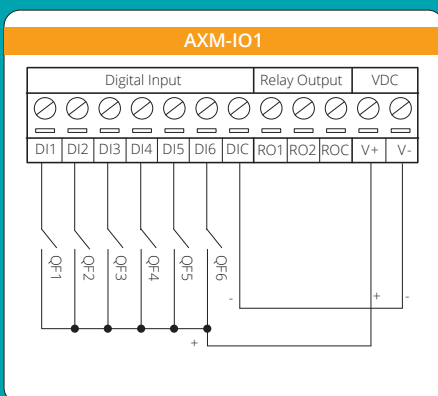 AXM-IO1
Digital Input Relay Output VDC
DI1 DI2 DI3 DI4 DI5 DI6 DIC RO1 RO2 ROC V+ V-
QF1 QF2 QF3 QF4 QF5 QF6
- + -
+